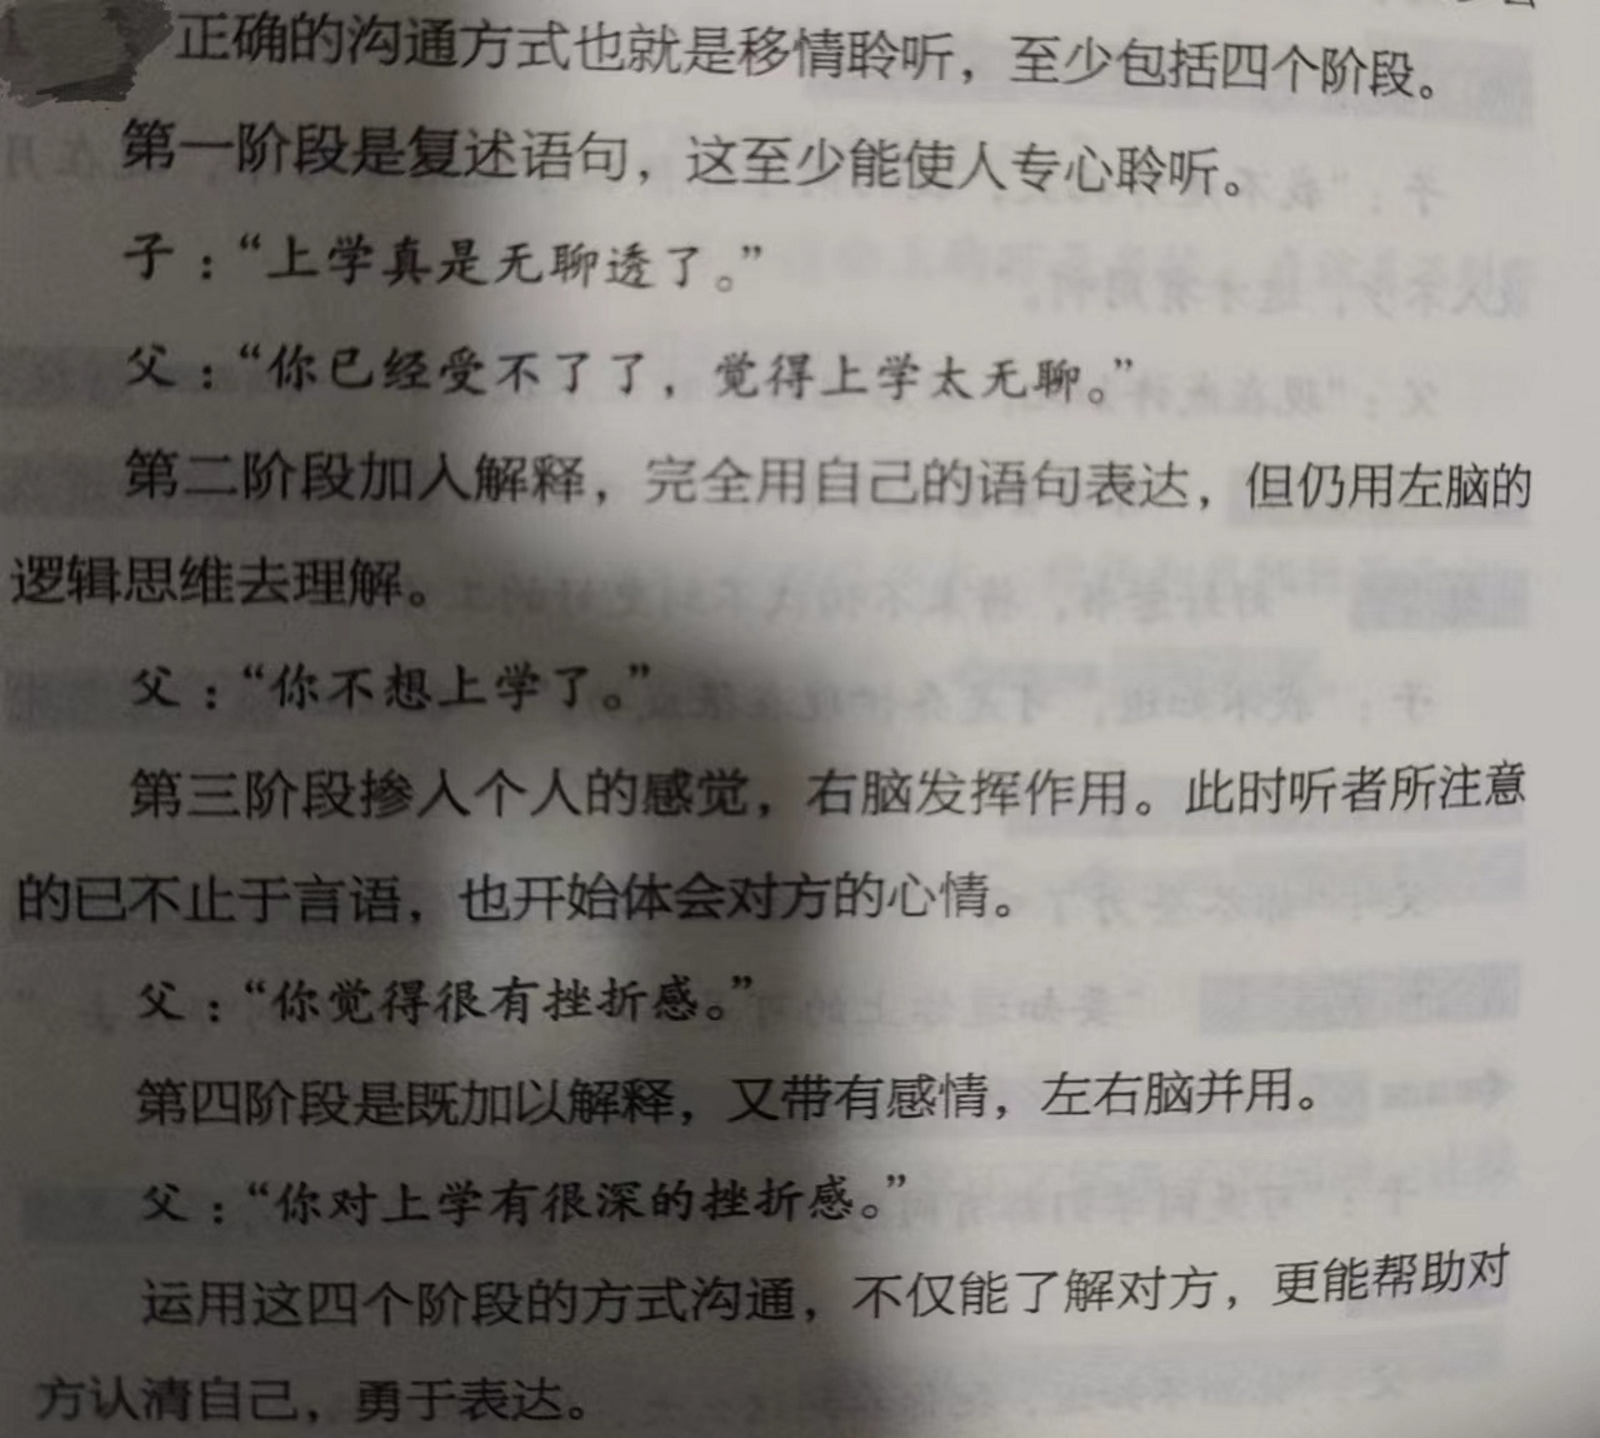 正确的沟通方式也就是移情聆听，至少包括四个阶段。
第一阶段是复述语句，这至少能使人专心聆听。
子：“上学真是无聊透了。”
父：“你已经受不了了，觉得上学太无聊。”
第二阶段加入解释，完全用自己的语句表达，但仍用左脑的
逻辑思维去理解。
父：“你不想上学了。”
第三阶段掺入个人的感觉，右脑发挥作用。此时听者所注意
的已不止于言语，也开始体会对方的心情。
父：“你觉得很有挫折感。”
第四阶段是既加以解释，又带有感情，左右脑并用。
父：“你对上学有很深的挫折感。”
运用这四个阶段的方式沟通，不仅能了解对方，更能帮助对
方认清自己，勇于表达。